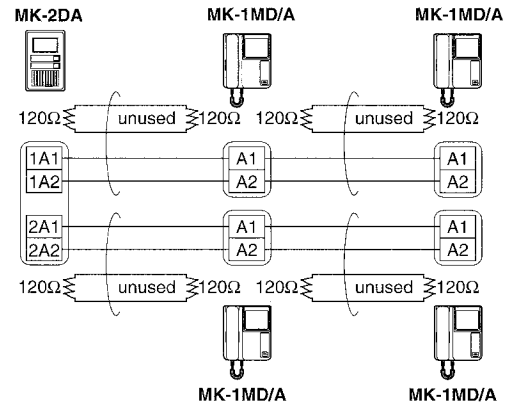 MK-2DA MK-1MD/A MK-1MD/A
120Ω unused 120Ω 120Ω unused 120Ω
1A1 A1 A1
1A2 A2 A2
2A1 A1 A1
2A2 A2 A2
120Ω unused 120Ω 120Ω unused 120Ω
MK-1MD/A MK-1MD/A